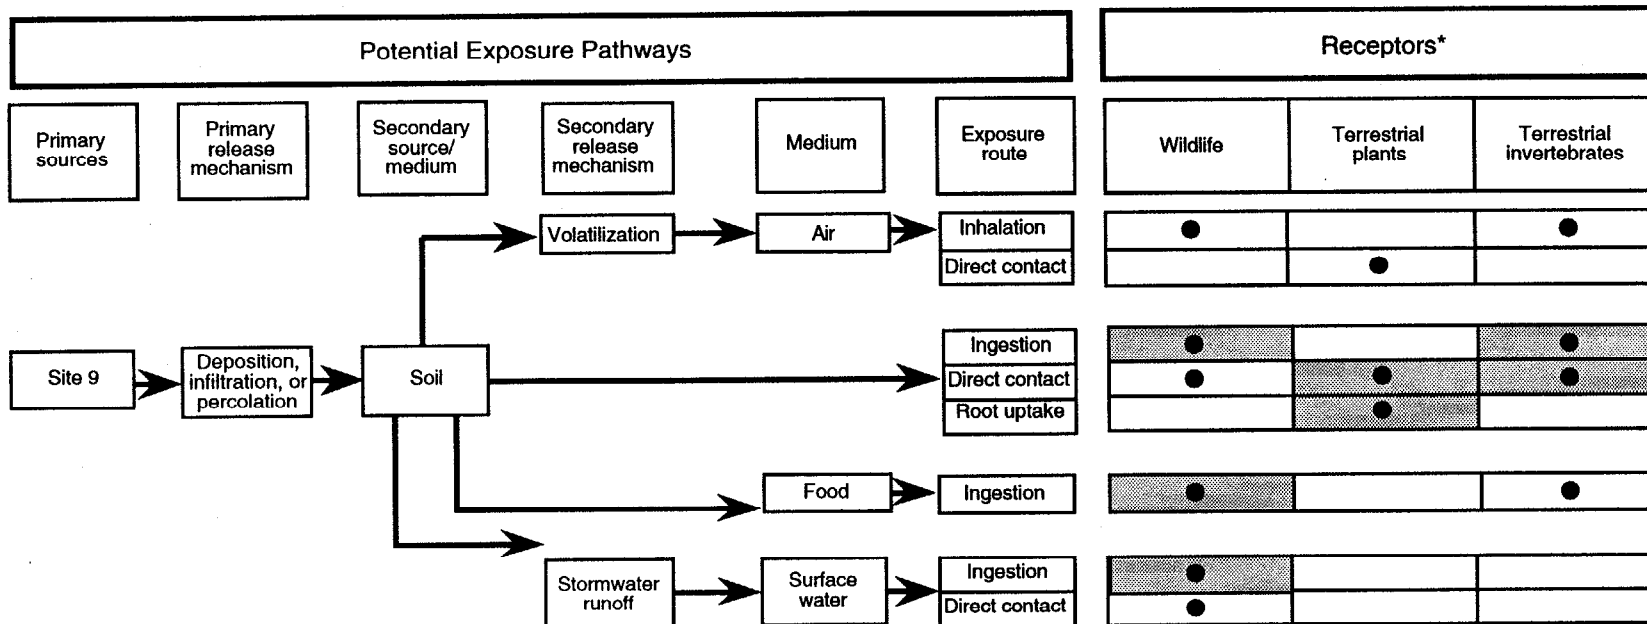 Potential Exposure Pathways
Receptors*
Primary
sources
Primary
release
mechanism
Secondary
source/
medium
Secondary
release
mechanism
Medium
Exposure
route
Wildlife
Terrestrial
plants
Terrestrial
invertebrates
Volatilization
Air
Inhalation
Direct contact
Site 9
Deposition,
infiltration, or
percolation
Soil
Ingestion
Direct contact
Root uptake
Food
Ingestion
Stormwater
runoff
Surface
water
Ingestion
Direct contact